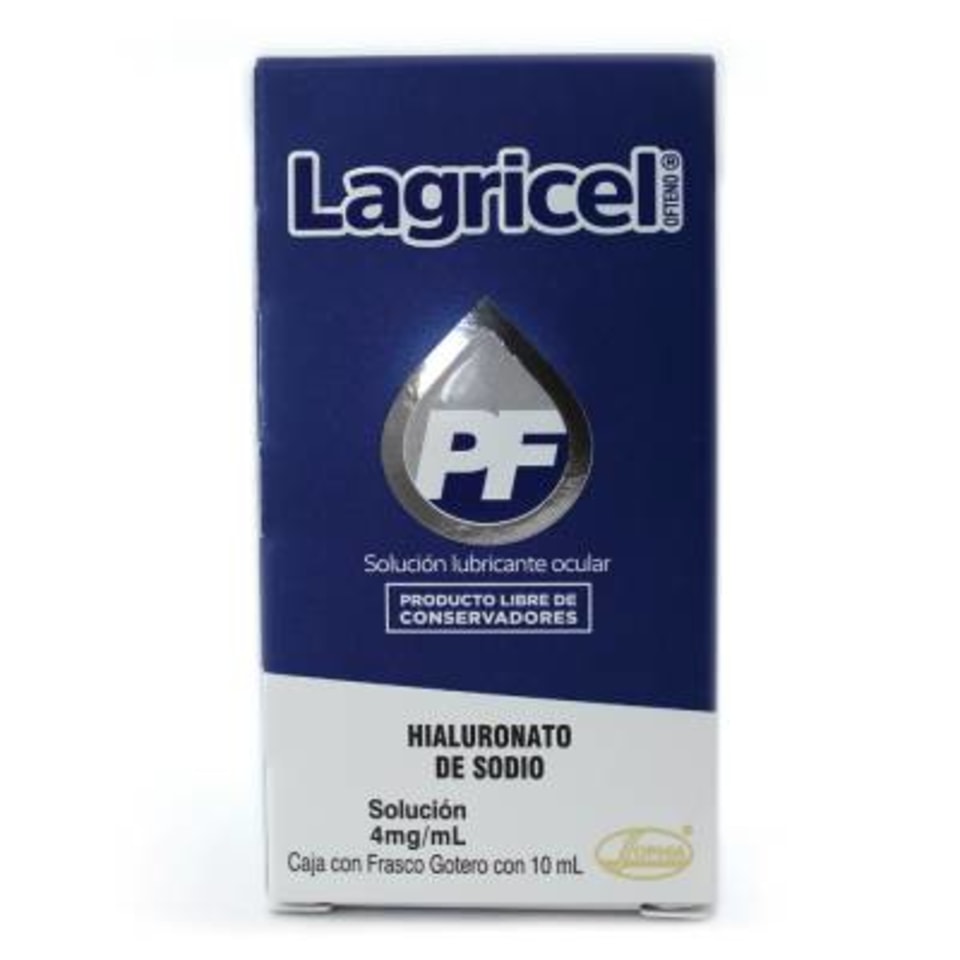 Lagricel OFTENO®
PF
Solución lubricante ocular
PRODUCTO LIBRE DE
CONSERVADORES
HIALURONATO
DE SODIO
Solución
4mg/mL
Caja con Frasco Gotero con 10 mL